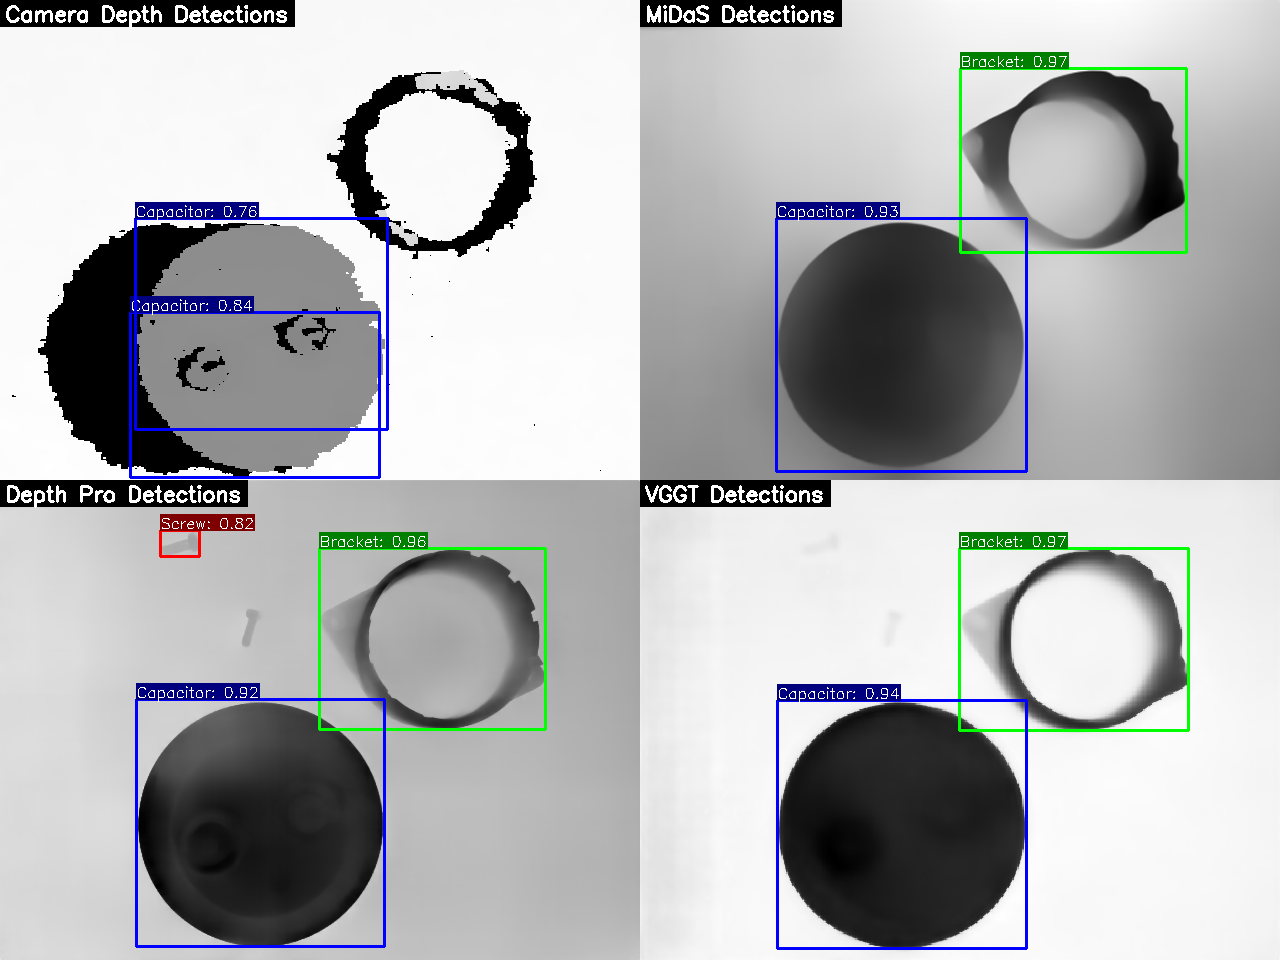 Camera Depth Detections
Capacitor: 0.76
Capacitor: 0.84
MiDaS Detections
Bracket: 0.97
Capacitor: 0.93
Depth Pro Detections
Screw: 0.82
Bracket: 0.96
Capacitor: 0.92
VGGT Detections
Bracket: 0.97
Capacitor: 0.94